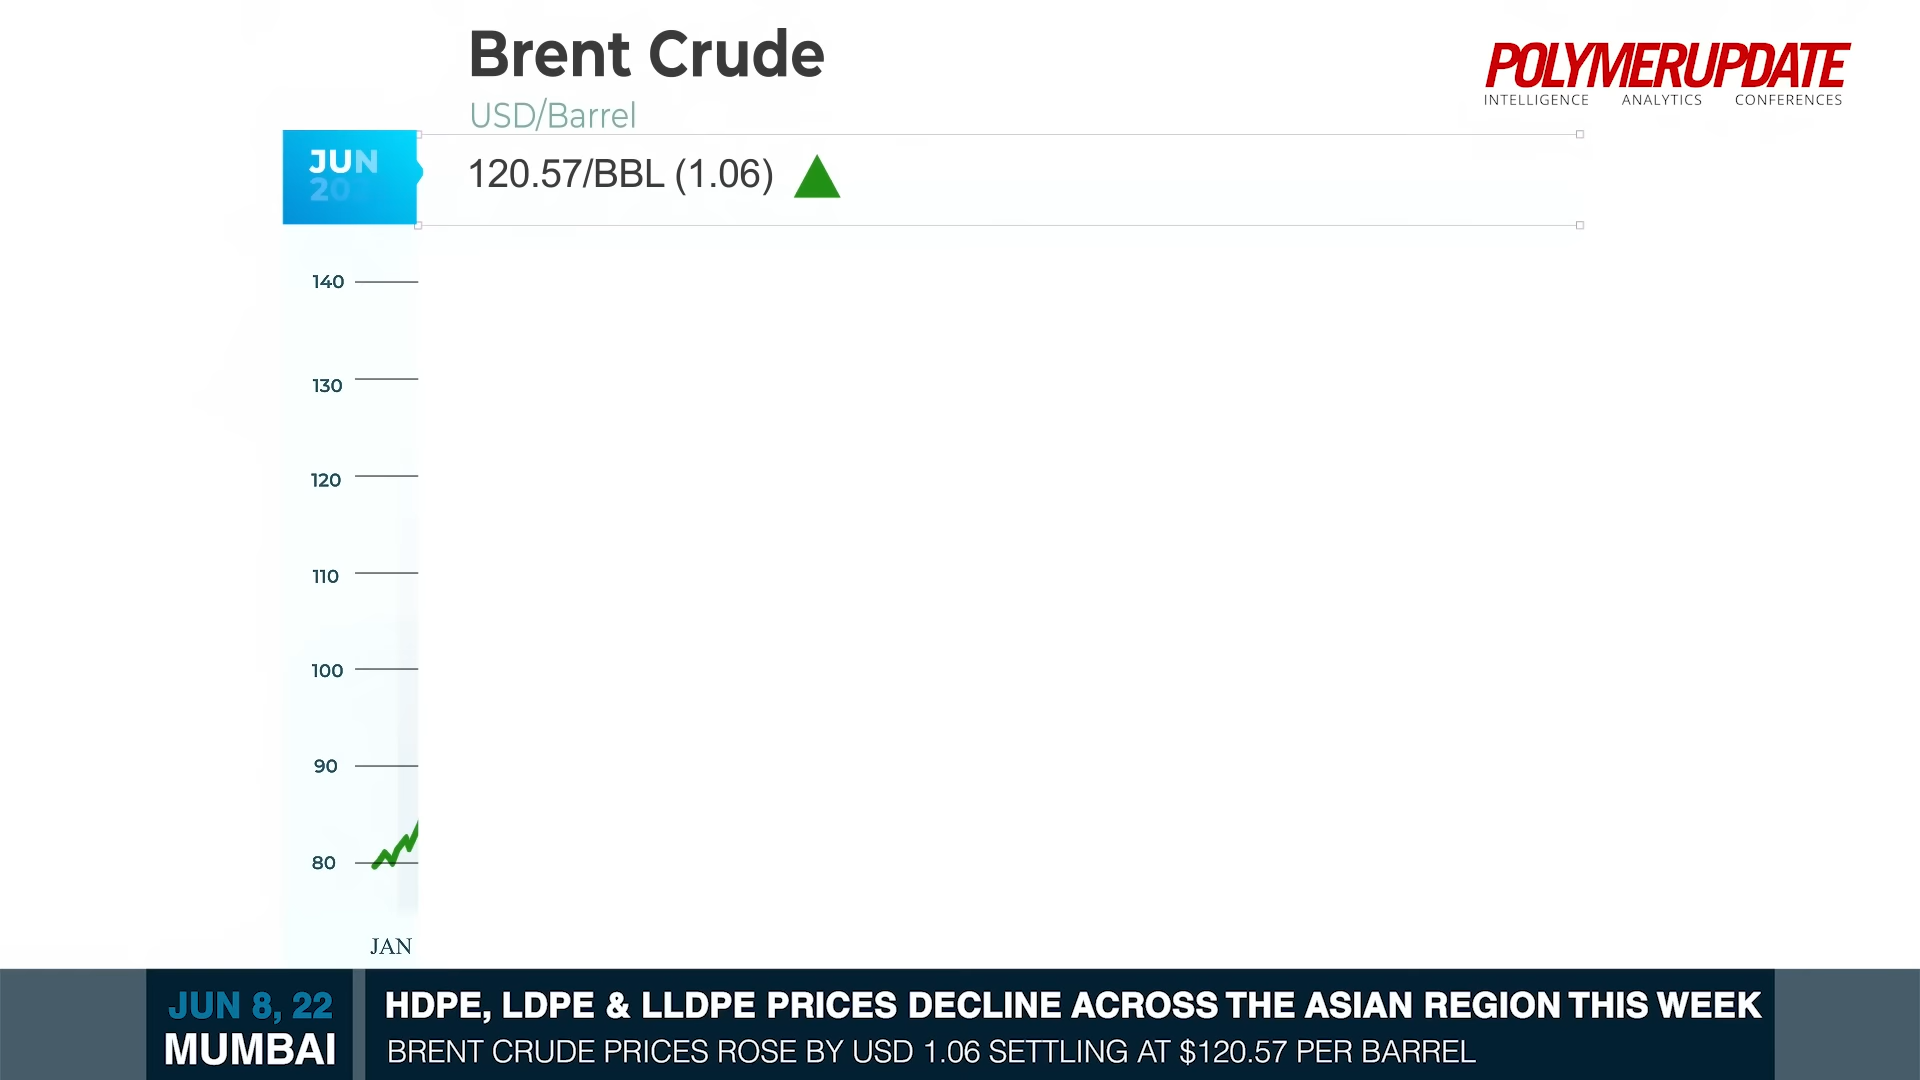 Brent Crude
USD/Barrel
POLYMERUPDATE
INTELLIGENCE ANALYTICS CONFERENCES
JUN
120.57/BBL (1.06)
140
130
120
110
100
90
80
JAN
JUN 8, 22
MUMBAI
HDPE, LDPE & LLDPE PRICES DECLINE ACROSS THE ASIAN REGION THIS WEEK
BRENT CRUDE PRICES ROSE BY USD 1.06 SETTLING AT $120.57 PER BARREL